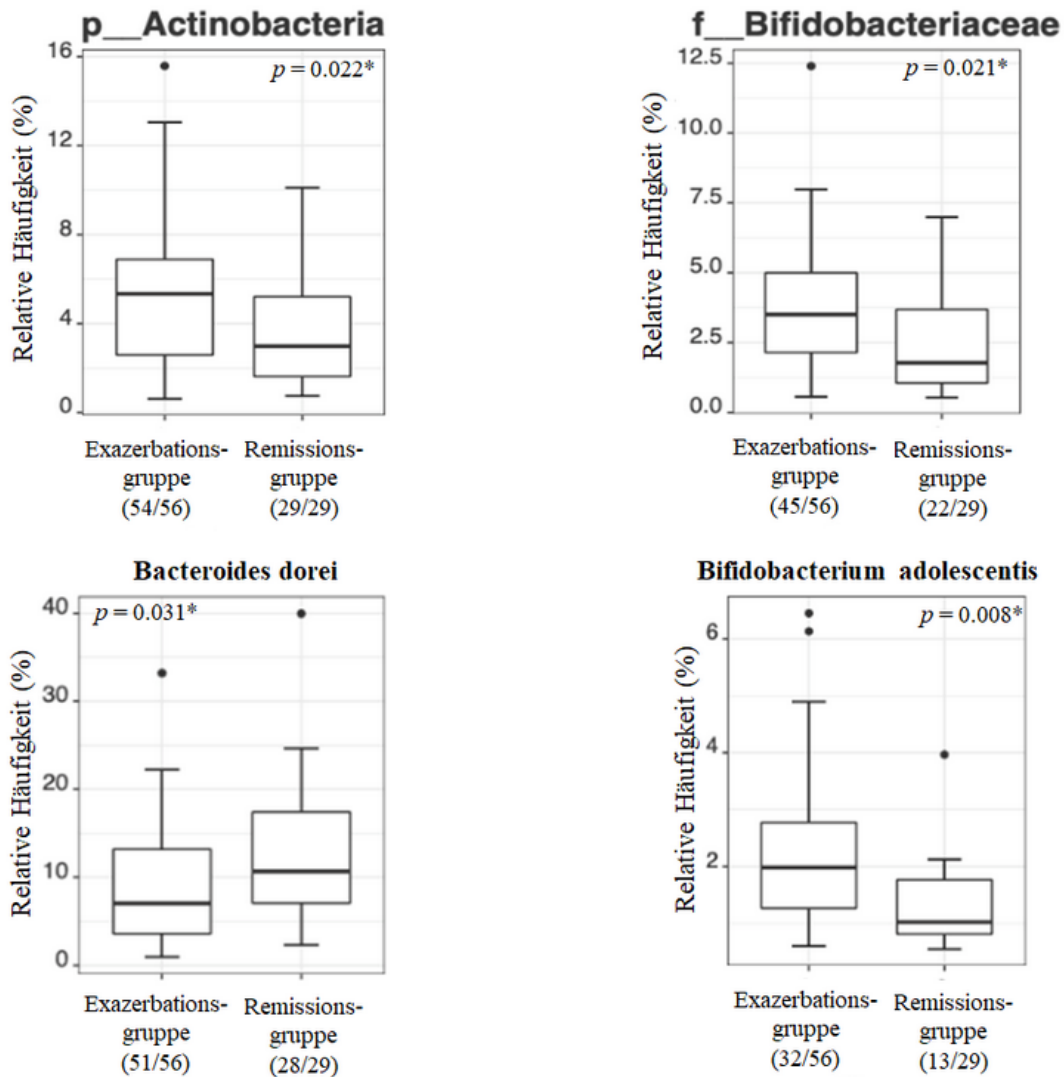 p__Actinobacteria
Relative Häufigkeit (%)
16
12
8
4
0
p = 0.022*
Exazerbations-
gruppe
(54/56)
Remissions-
gruppe
(29/29)
f__Bifidobacteriaceae
Relative Häufigkeit (%)
12.5
10.0
7.5
5.0
2.5
0.0
p = 0.021*
Exazerbations-
gruppe
(45/56)
Remissions-
gruppe
(22/29)
Bacteroides dorei
Relative Häufigkeit (%)
40
30
20
10
0
p = 0.031*
Exazerbations-
gruppe
(51/56)
Remissions-
gruppe
(28/29)
Bifidobacterium adolescentis
Relative Häufigkeit (%)
6
4
2
p = 0.008*
Exazerbations-
gruppe
(32/56)
Remissions-
gruppe
(13/29)